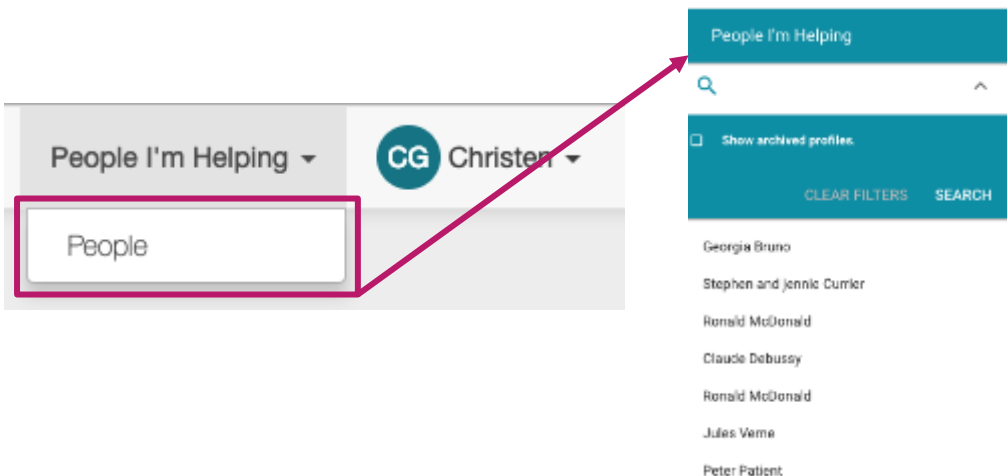 People I'm Helping
CG Christen
People
People I'm Helping
Show archived profiles.
CLEAR FILTERS SEARCH
Georgia Bruno
Stephen and jennie Currier
Ronald McDonald
Claude Debussy
Ronald McDonald
Jules Verne
Peter Patient